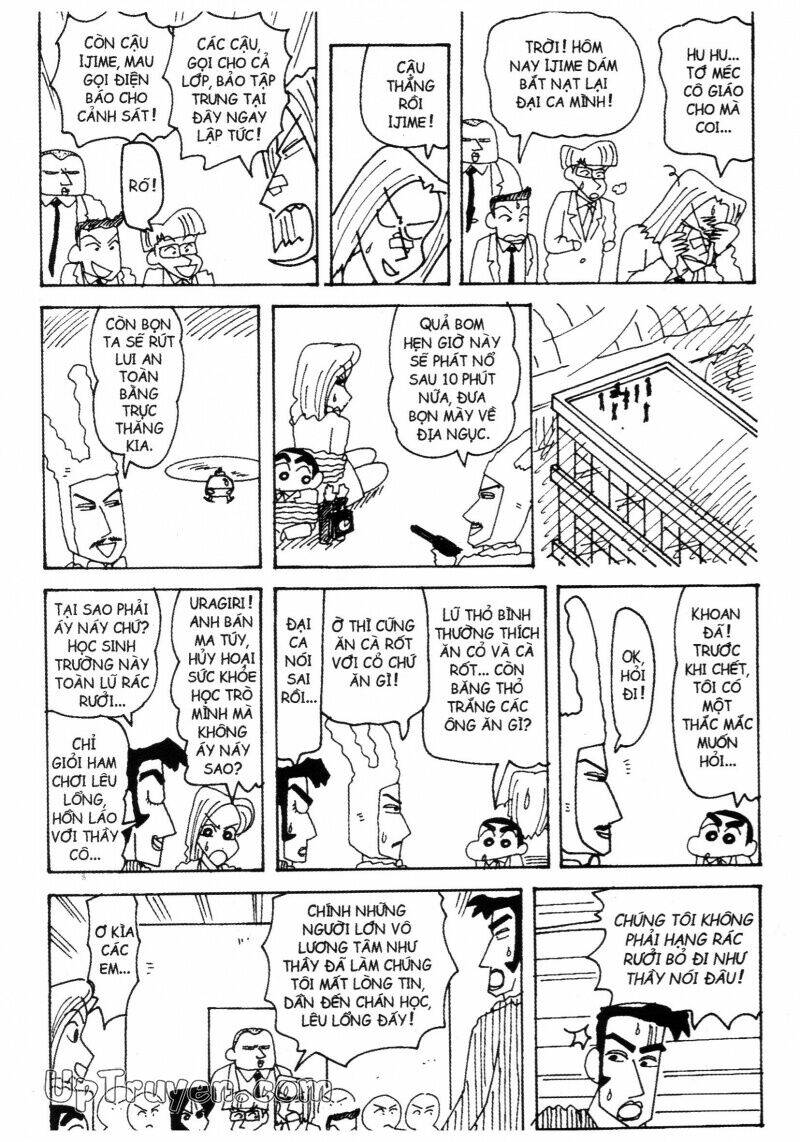 HU HU...
TỚ MÉC
CÔ GIÁO
CHO MÀ
COI...
TRỜI! HÔM
NAY IJIME DÁM
BẮT NẠT LẠI
ĐẠI CA MÌNH!
CẬU
THẮNG
RỒI
IJIME!
CÁC CẬU,
GỌI CHO CẢ
LỚP, BẢO TẬP
TRUNG TẠI
ĐÂY NGAY
LẬP TỨC!
CÒN CẬU
IJIME, MAU
GỌI ĐIỆN
BÁO CHO
CẢNH SÁT!
RỐ!
QUẢ BOM
HẸN GIỜ NÀY
SẼ PHÁT NỔ
SAU 10 PHÚT
NỮA, ĐƯA
BỌN MÀY VỀ
ĐỊA NGỤC.
CÒN BỌN
TA SẼ RÚT
LUI AN
TOÀN
BẰNG
TRỰC
THĂNG
KIA.
KHOAN
ĐÃ!
TRƯỚC
KHI CHẾT,
TÔI CÓ
MỘT
THẮC MẮC
MUỐN
HỎI...
OK,
HỎI
ĐI!
LŨ THỎ BÌNH
THƯỜNG THÍCH
ĂN CỎ VÀ CÀ
RỐT... CÒN
BĂNG THỎ
TRẮNG CÁC
ÔNG ĂN GÌ?
Ờ THÌ CŨNG
ĂN CÀ RỐT
VỚI CỎ CHỨ
ĂN GÌ!
ĐẠI
CA
NÓI
SAI
RỒI...
URAGIRI!
ANH BÁN
MA TÚY,
HỦY HOẠI
SỨC KHỎE
HỌC TRÒ
MÌNH MÀ
KHÔNG
ÁY NÁY
SAO?
TẠI SAO PHẢI
ÁY NÁY CHỨ?
HỌC SINH
TRƯỜNG NÀY
TOÀN LŨ RÁC
RƯỞI...
CHỈ
GIỎI HAM
CHƠI LÊU
LỔNG,
HỖN LÁO
VỚI THẦY
CÔ...
CHÚNG TÔI KHÔNG
PHẢI HẠNG RÁC
RƯỞI BỎ ĐI NHƯ
THẦY NÓI ĐÂU!
CHÍNH NHỮNG
NGƯỜI LỚN VÔ
LƯƠNG TÂM NHƯ
THẦY ĐÃ LÀM CHÚNG
TÔI MẤT LÒNG TIN,
DẪN ĐẾN CHÁN HỌC,
LÊU LỔNG ĐẤY!
Ơ KÌA
CÁC
EM...
UpTruyen.com